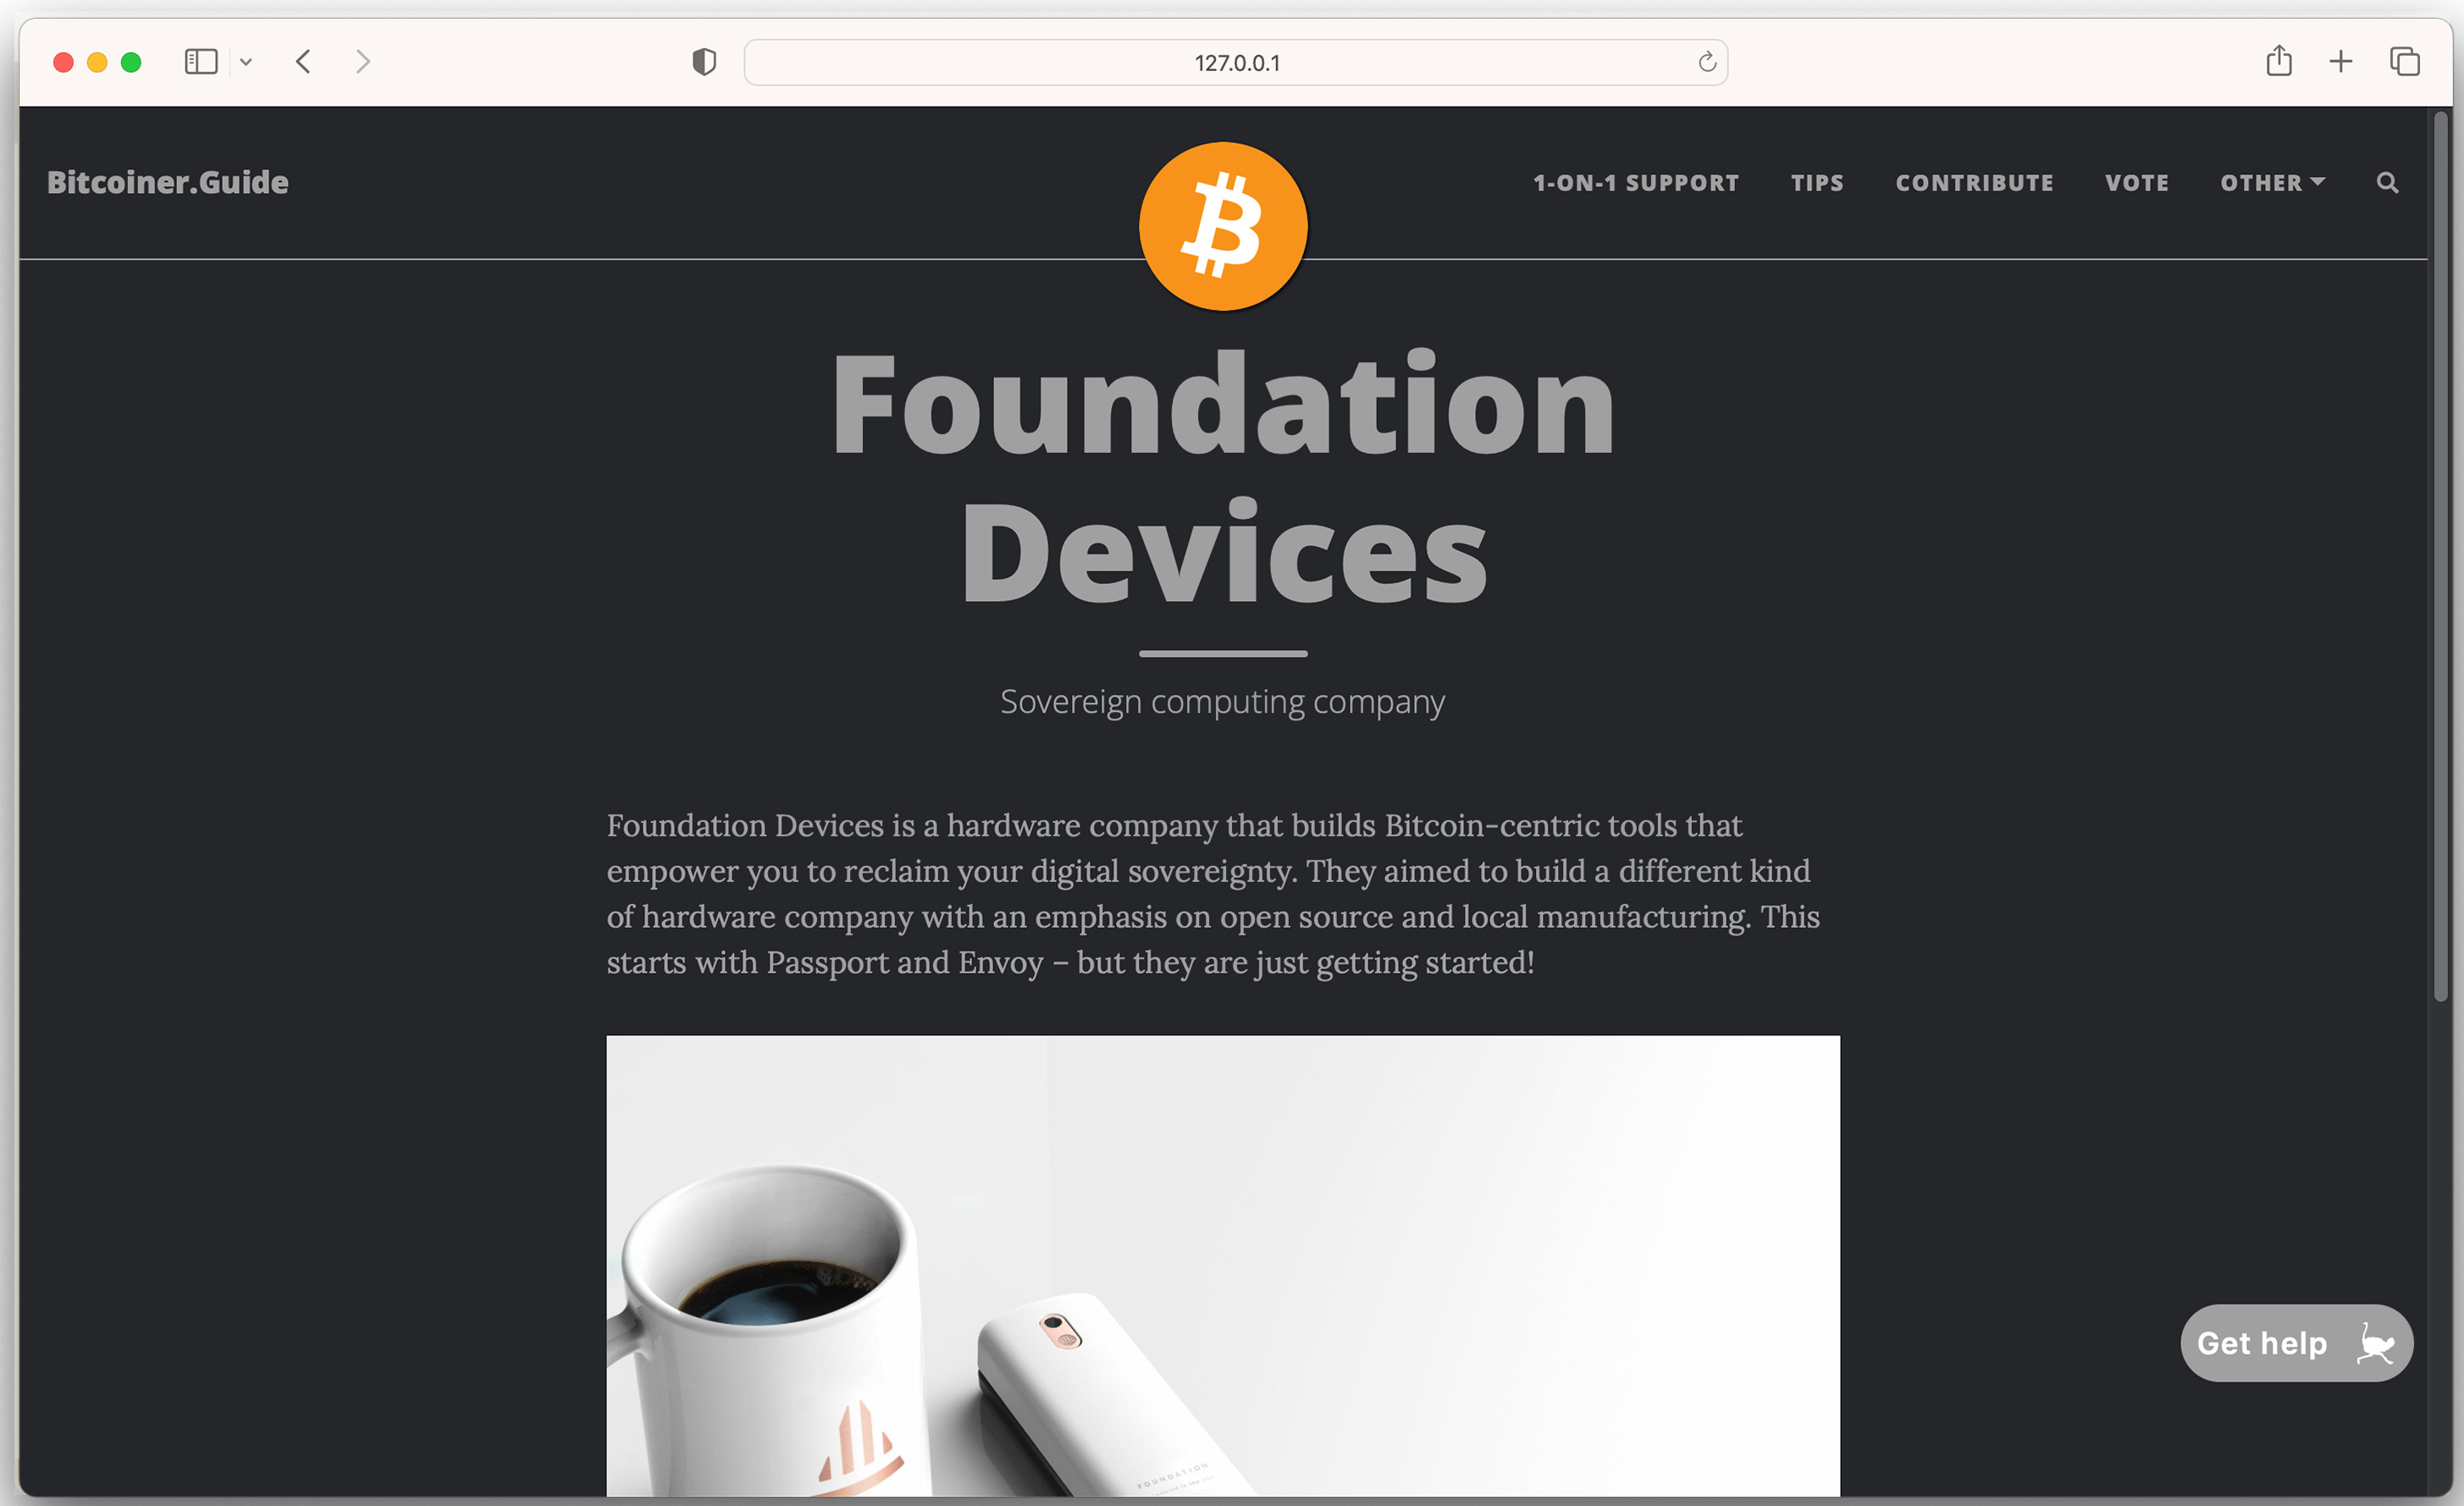 127.0.0.1
Bitcoiner.Guide
1-ON-1 SUPPORT TIPS CONTRIBUTE VOTE OTHER
Foundation
Devices
Sovereign computing company
Foundation Devices is a hardware company that builds Bitcoin-centric tools that
empower you to reclaim your digital sovereignty. They aimed to build a different kind
of hardware company with an emphasis on open source and local manufacturing. This
starts with Passport and Envoy – but they are just getting started!
FOUNDATION
Get help